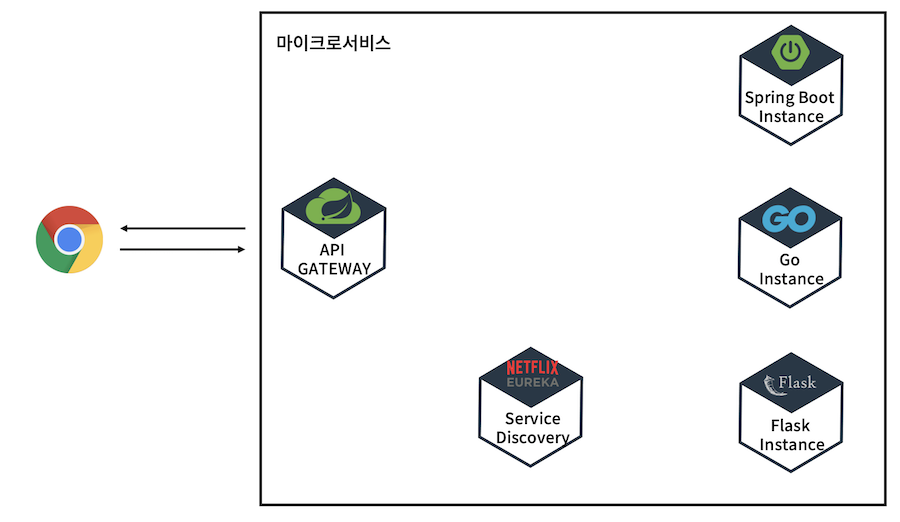 마이크로서비스
Spring Boot
Instance
API
GATEWAY
GO
Go
Instance
NETFLIX
EUREKA
Service
Discovery
Flask
Flask
Instance